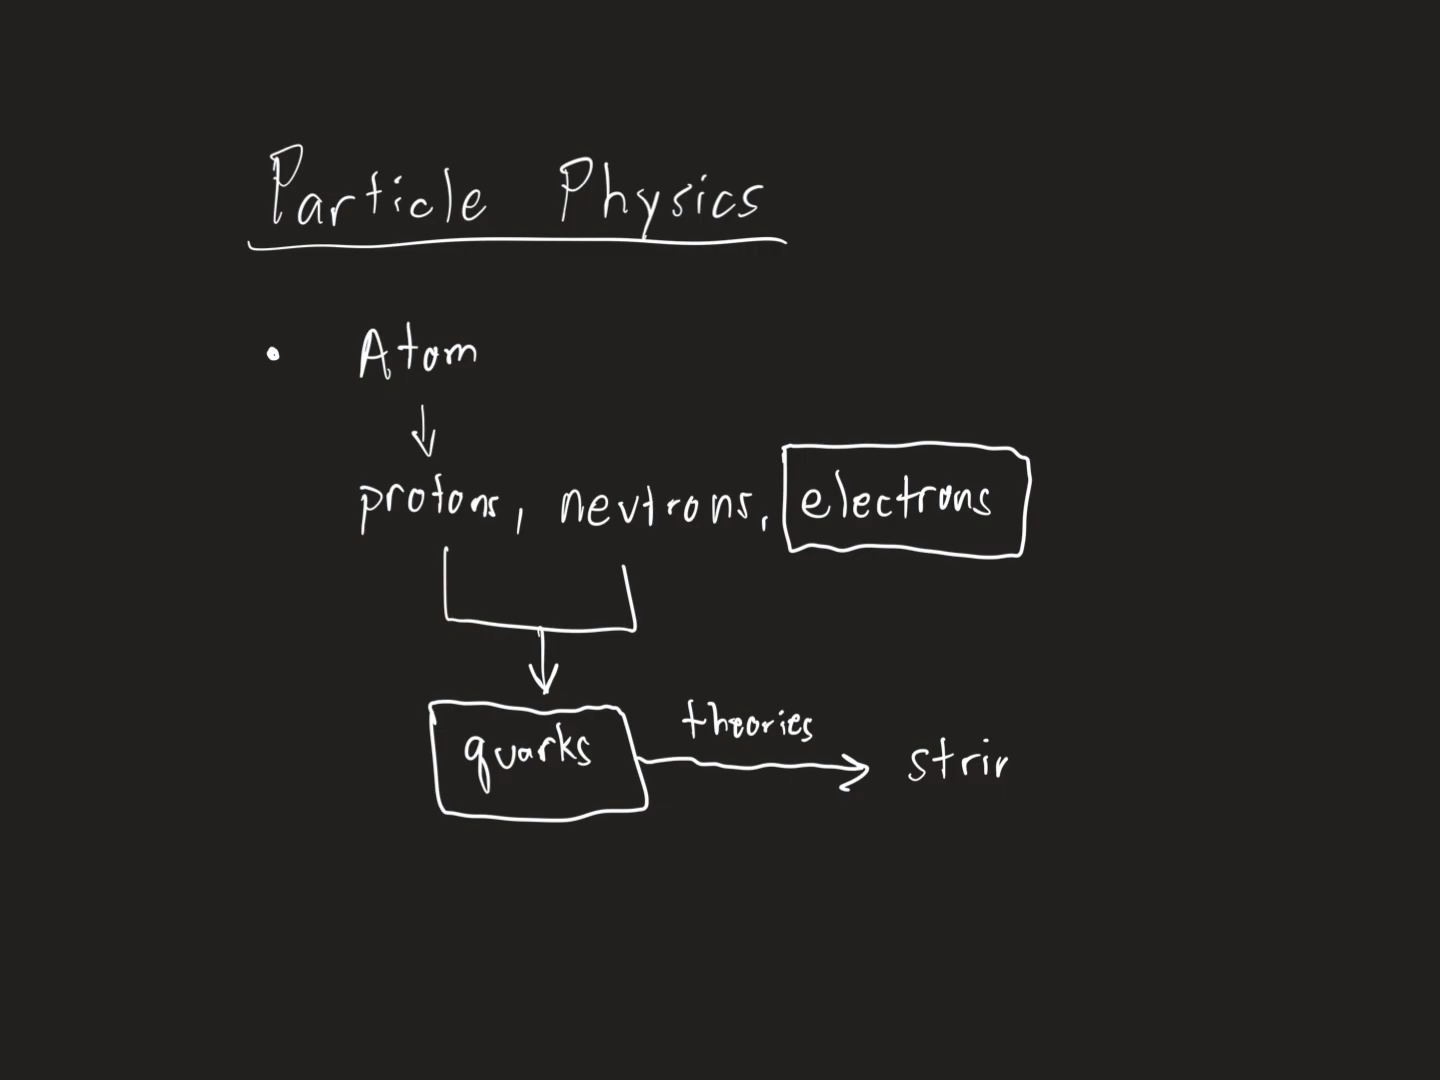 Particle Physics
• Atom
protons, neutrons, electrons
theories
quarks
strin